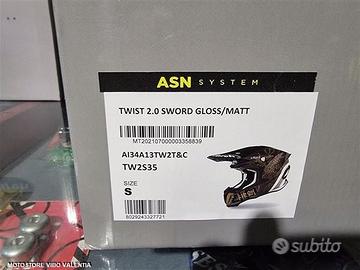 ASN SYSTEM
TWIST 2.0 SWORD GLOSS/MATT
MT202107000003358839
AI34A13TW2T&C
TW2S35
SIZE
S
8029243327721
MOTO STORE VIBO VALENTIA
subito